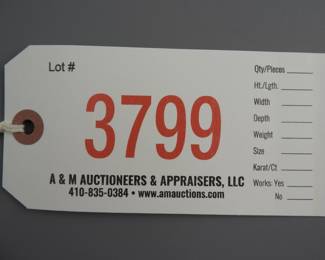 Lot #
3799
A & M AUCTIONEERS & APPRAISERS, LLC
410-835-0384 • www.amauctions.com
Qty/Pieces
Ht./Lgth.
Width
Depth
Weight
Size
Karat/Ct
Works: Yes
No